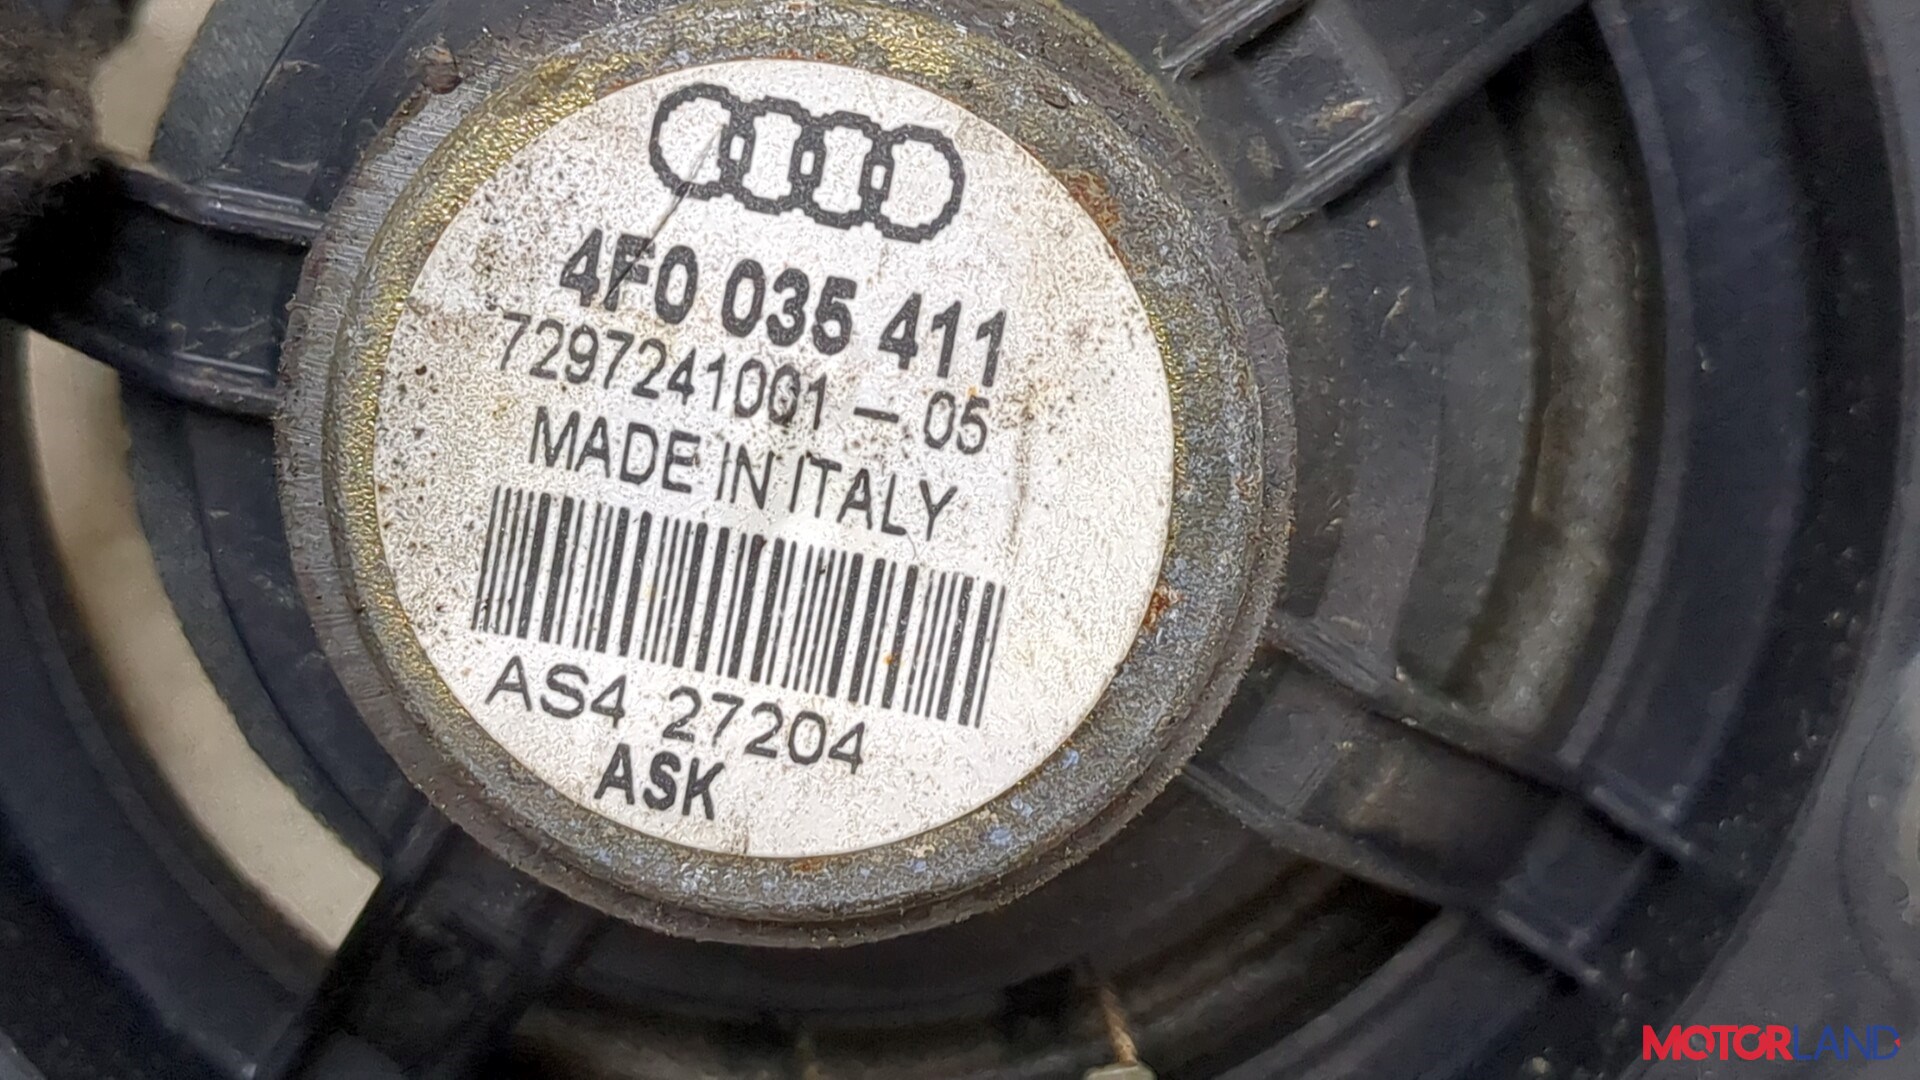 4F0 035 411
7297241001 – 05
MADE IN ITALY
AS4 27204
ASK
MOTORLAND